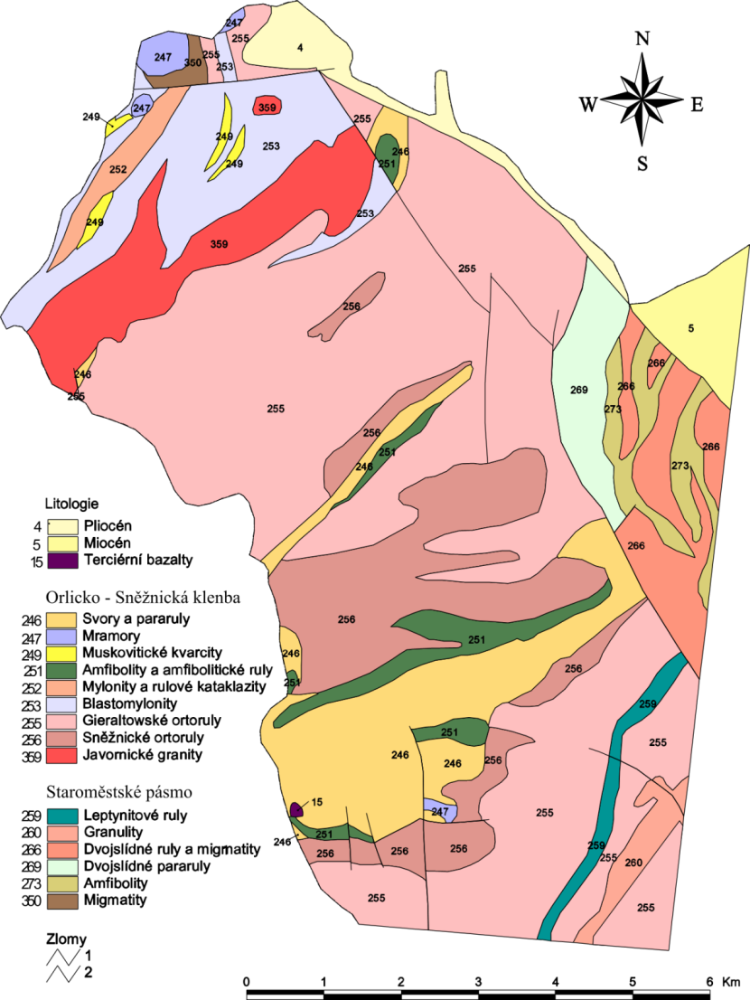 247
255
4
247
350
255
253
N
W E
S
249
247
359
255
249
253
246
251
249
252
249
253
359
255
256
5
246
255
266
266
269
273
255
256
251
246
266
273
Litologie
4 Pliocén
5 Miocén
15 Terciérní bazalty
266
Orlicko - Sněžnická klenba
246 Svory a pararuly
247 Mramory
249 Muskovitické kvarcity
251 Amfibolity a amfibolitické ruly
252 Mylonity a rulové kataklazity
253 Blastomylonity
255 Gieraltowské ortoruly
256 Sněžnické ortoruly
359 Javornické granity
256
251
246
256
251
259
251
255
246
246
256
Staroměstské pásmo
259 Leptynitové ruly
260 Granulity
266 Dvojslídné ruly a migmatity
269 Dvojslídné pararuly
273 Amfibolity
350 Migmatity
15
247
255
251
246
256
256
256
259
255
260
255
255
Zlomy
1
2
0 1 2 3 4 5 6 Km